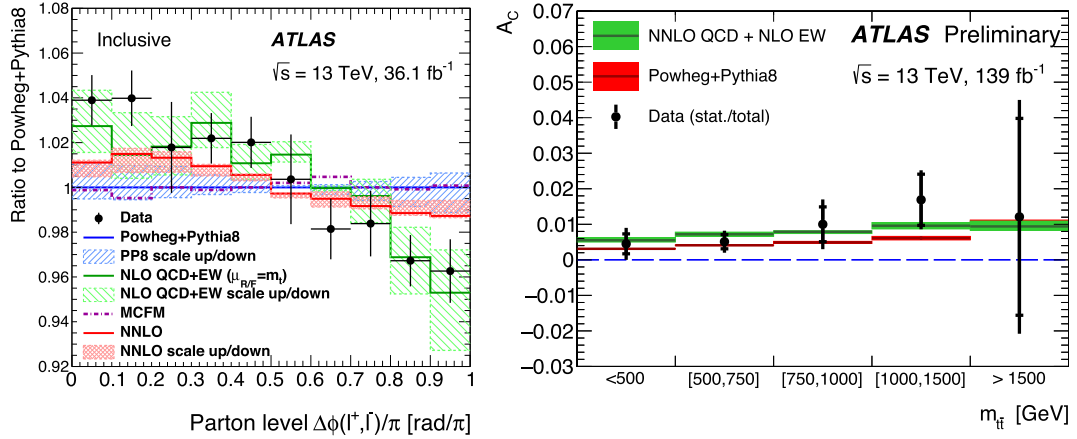 Ratio to Powheg+Pythia8
Inclusive
ATLAS
√s = 13 TeV, 36.1 fb⁻¹
1.08
1.06
1.04
1.02
1
0.98
0.96
0.94
0.92
Data
Powheg+Pythia8
PP8 scale up/down
NLO QCD+EW (μ_R/F=m_t)
NLO QCD+EW scale up/down
MCFM
NNLO
NNLO scale up/down
0 0.1 0.2 0.3 0.4 0.5 0.6 0.7 0.8 0.9 1
Parton level Δϕ(l⁺,l⁻)/π [rad/π]
A_C
0.07
0.06
0.05
0.04
0.03
0.02
0.01
0
−0.01
−0.02
−0.03
NNLO QCD + NLO EW
Powheg+Pythia8
Data (stat./total)
ATLAS Preliminary
√s = 13 TeV, 139 fb⁻¹
<500 [500,750] [750,1000] [1000,1500] > 1500
m_tt̄ [GeV]